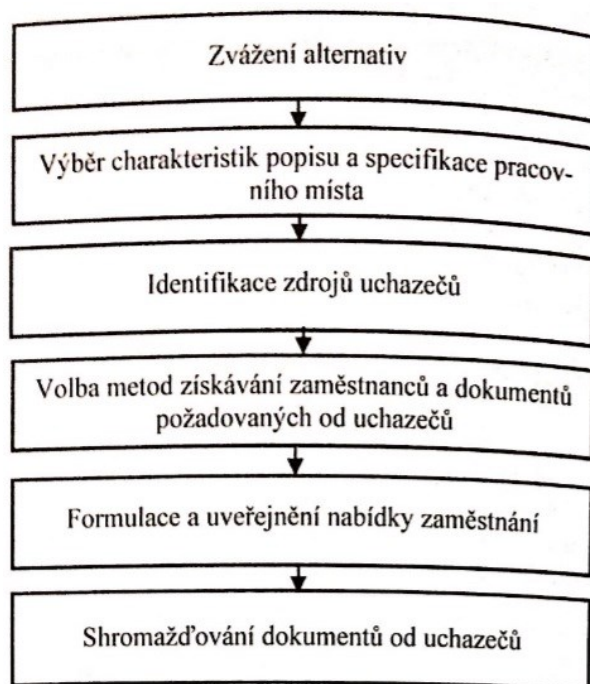 Zvážení alternativ
Výběr charakteristik popisu a specifikace pracov-
ního místa
Identifikace zdrojů uchazečů
Volba metod získávání zaměstnanců a dokumentů
požadovaných od uchazečů
Formulace a uveřejnění nabídky zaměstnání
Shromažďování dokumentů od uchazečů